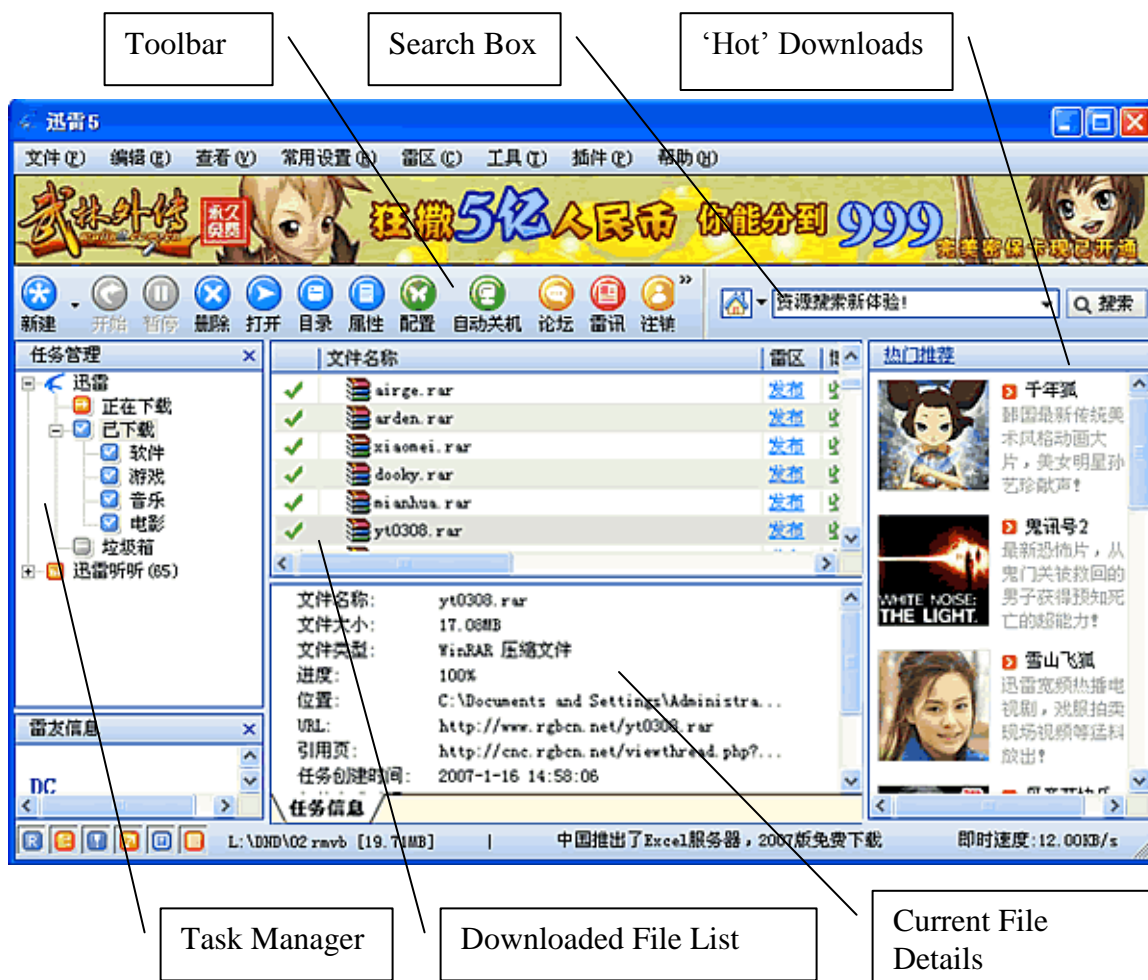 Toolbar
Search Box
‘Hot’ Downloads
迅雷5
文件(F) 编辑(E) 查看(V) 常用设置(B) 雷区(C) 工具(T) 插件(P) 帮助(H)
武林外传 永久免费 狂撒5亿人民币 你能分到999
完美密保卡现已开通
新建 开始 暂停 删除 打开 目录 属性 配置 自动关机 论坛 雷讯 注销 »
资源搜索新体验! 搜索
任务管理
迅雷
正在下载
已下载
软件
游戏
音乐
电影
垃圾箱
迅雷听听(65)
雷友信息
DC
文件名称 雷区
airge.rar 发布
arden.rar 发布
xiaomei.rar 发布
dooky.rar 发布
mianhua.rar 发布
yt0308.rar 发布
文件名称: yt0308.rar
文件大小: 17.08MB
文件类型: WinRAR 压缩文件
进度: 100%
位置: C:\Documents and Settings\Administra...
URL: http://www.rgbcn.net/yt0308.rar
引用页: http://cnc.rgbcn.net/viewthread.php?...
任务创建时间: 2007-1-16 14:58:06
任务信息
热门推荐
千年狐
韩国最新传统美
术风格动画大
片，美女明星孙
艺珍献声!
WHITE NOISE:
THE LIGHT.
鬼讯号2
最新恐怖片，从
鬼门关被救回的
男子获得预知死
亡的超能力!
雪山飞狐
迅雷宽频热播电
视剧，戏服拍卖
现场视频等猛料
放出!
L:\DND\02 rmvb [19.71MB] | 中国推出了Excel服务器，2007版免费下载 即时速度:12.00KB/s
Task Manager
Downloaded File List
Current File
Details